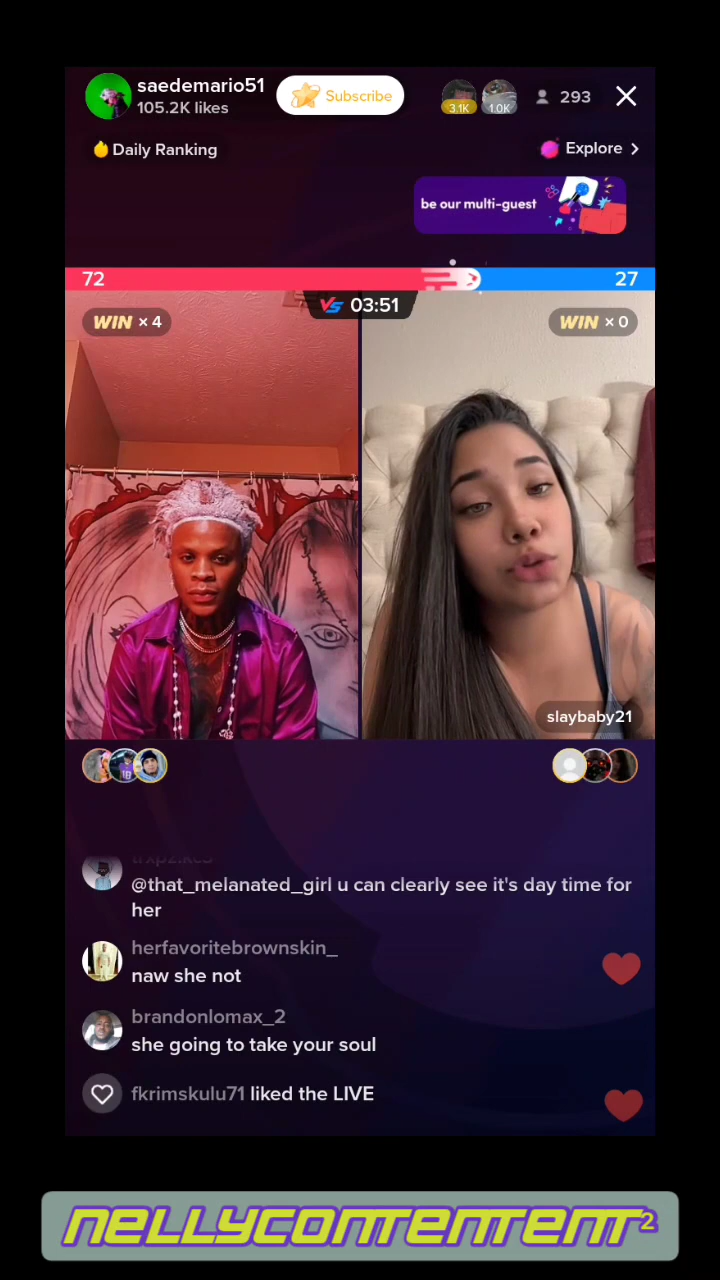 saedemario51
105.2K likes
Subscribe
3.1K
1.0K
293
Daily Ranking
Explore
be our multi-guest
72
27
VS 03:51
WIN × 4
WIN × 0
slaybaby21
@that_melanated_girl u can clearly see it's day time for
her
herfavoritebrownskin_
naw she not
brandonlomax_2
she going to take your soul
fkrimskulu71 liked the LIVE
NELLYCONTENTENT²